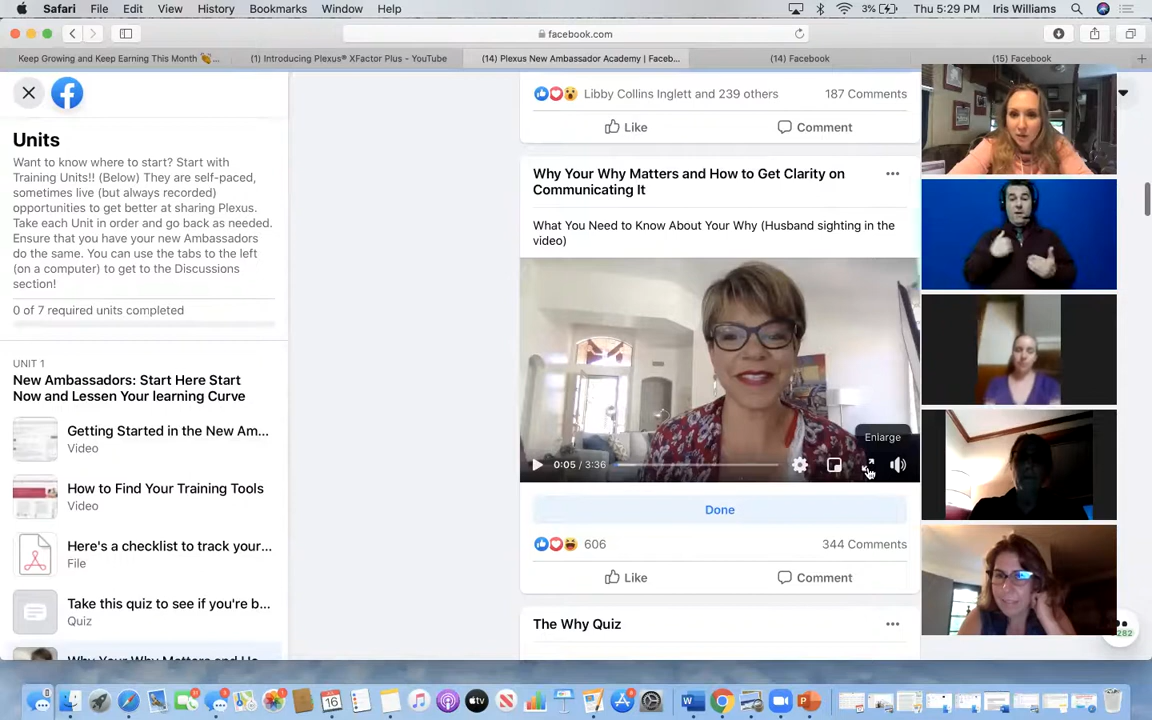 Safari File Edit View History Bookmarks Window Help 3% Thu 5:29 PM Iris Williams
facebook.com
Keep Growing and Keep Earning This Month 👏... (1) Introducing Plexus® XFactor Plus - YouTube (14) Plexus New Ambassador Academy | Faceb... (14) Facebook (15) Facebook
Units
Want to know where to start? Start with
Training Units!! (Below) They are self-paced,
sometimes live (but always recorded)
opportunities to get better at sharing Plexus.
Take each Unit in order and go back as needed.
Ensure that you have your new Ambassadors
do the same. You can use the tabs to the left
(on a computer) to get to the Discussions
section!
0 of 7 required units completed
UNIT 1
New Ambassadors: Start Here Start
Now and Lessen Your learning Curve
Getting Started in the New Am...
Video
How to Find Your Training Tools
Video
Here's a checklist to track your...
File
Take this quiz to see if you're b...
Quiz
Libby Collins Inglett and 239 others 187 Comments
Like Comment
Why Your Why Matters and How to Get Clarity on
Communicating It
What You Need to Know About Your Why (Husband sighting in the
video)
Enlarge
0:05 / 3:36
Done
606 344 Comments
Like Comment
The Why Quiz
282